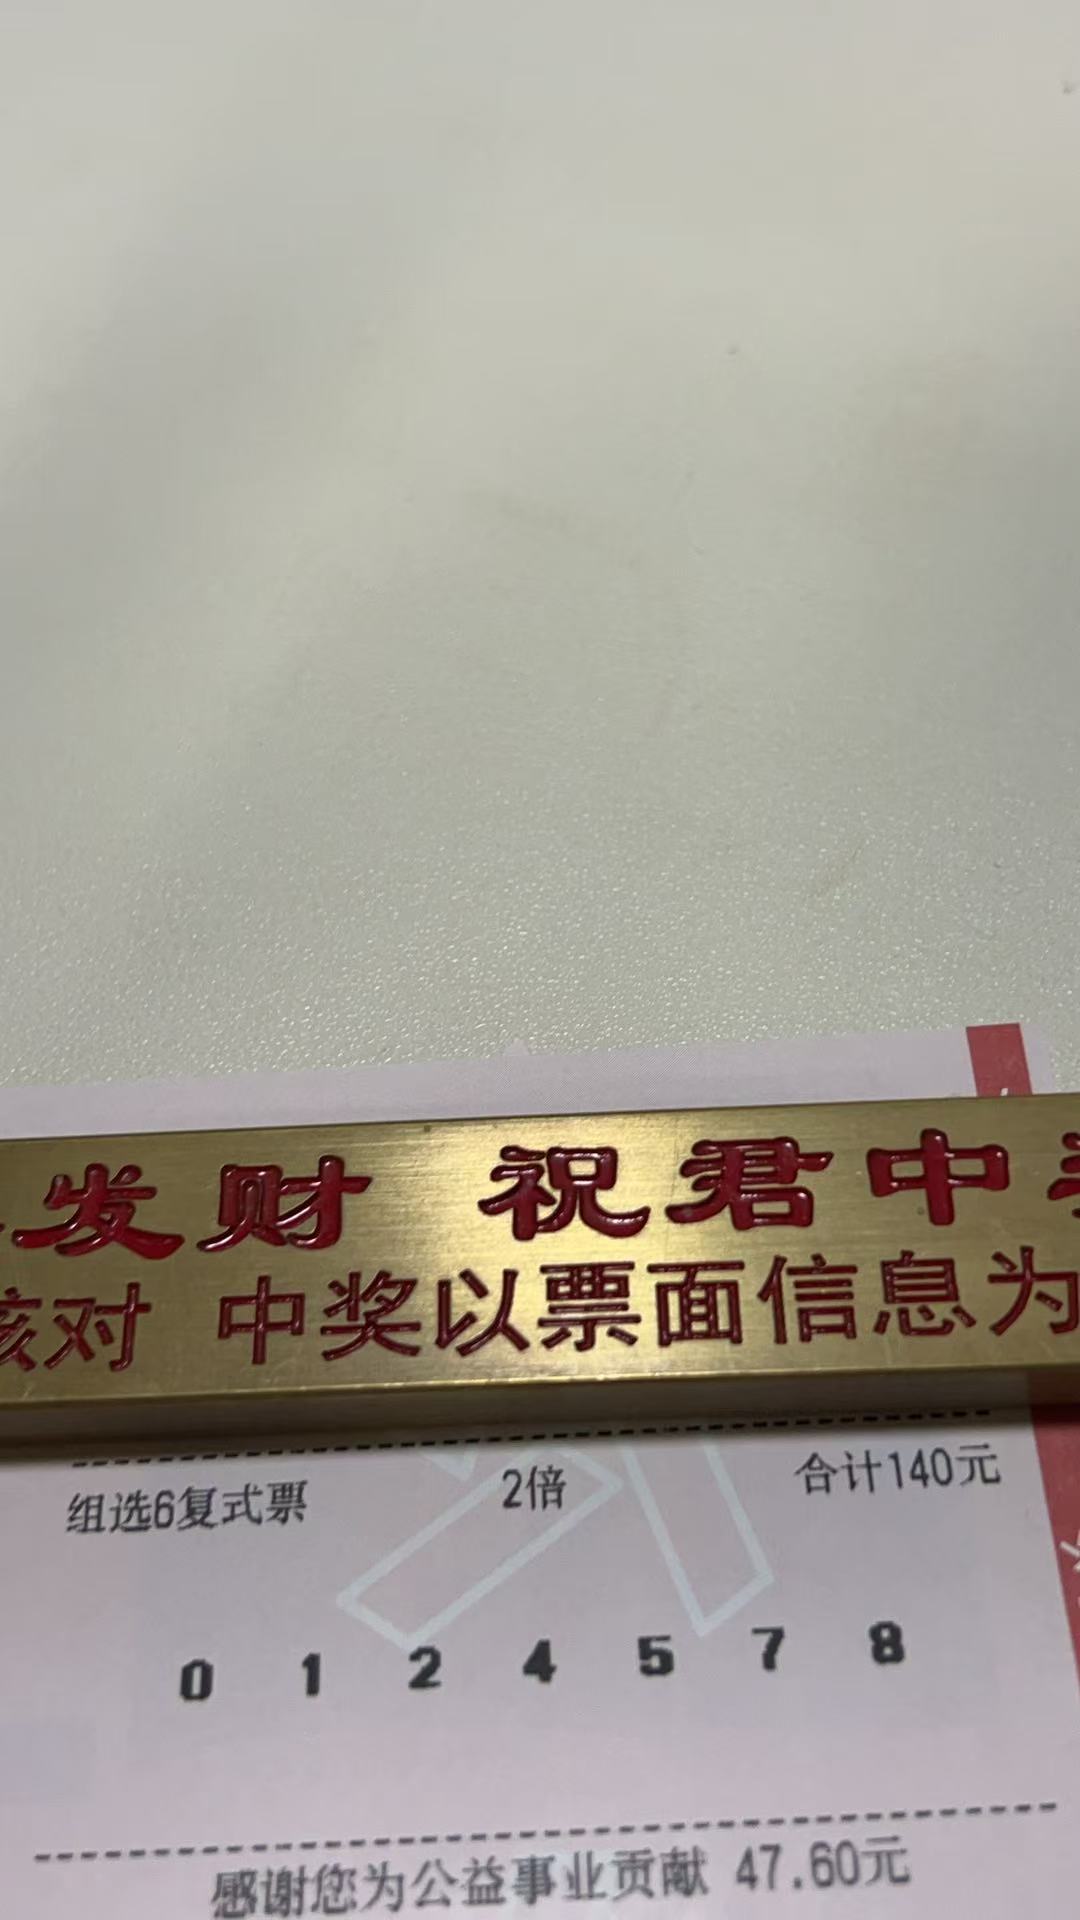 发财 祝君中
核对 中奖以票面信息为
组选6复式票 2倍 合计140元
0 1 2 4 5 7 8
感谢您为公益事业贡献 47.60元